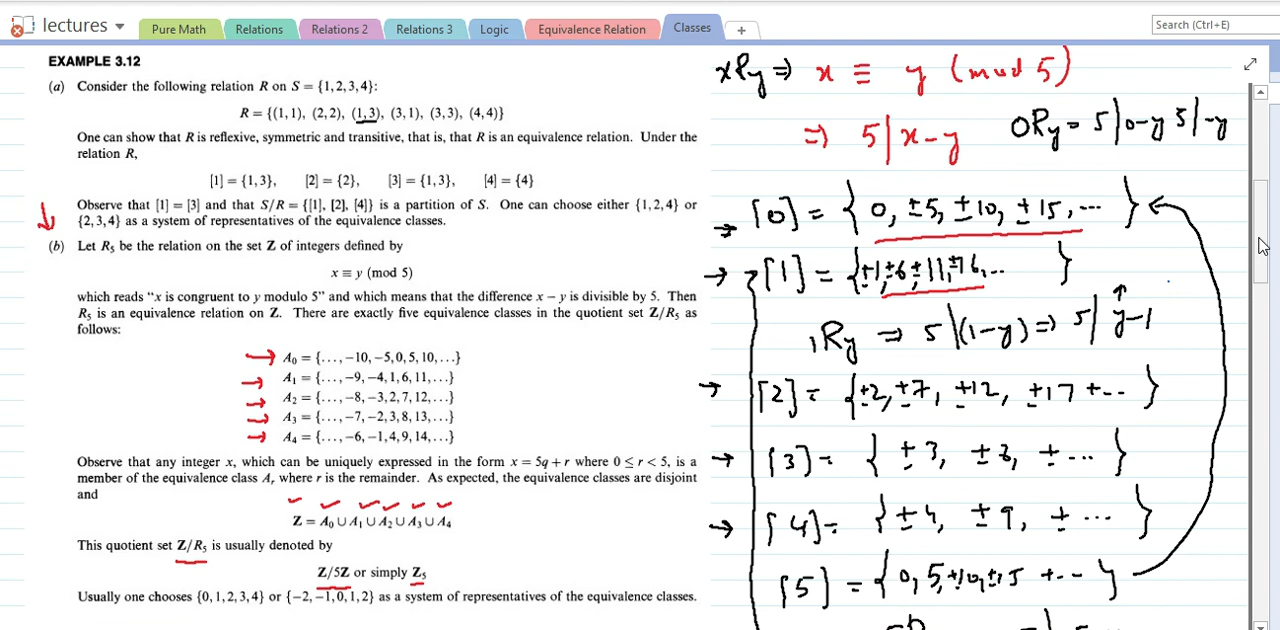 lectures
Pure Math
Relations
Relations 2
Relations 3
Logic
Equivalence Relation
Classes
+
Search (Ctrl+E)
EXAMPLE 3.12
(a) Consider the following relation R on S = {1, 2, 3, 4}:
R = {(1, 1), (2, 2), (1, 3), (3, 1), (3, 3), (4, 4)}
One can show that R is reflexive, symmetric and transitive, that is, that R is an equivalence relation. Under the
relation R,
[1] = {1, 3}, [2] = {2}, [3] = {1, 3}, [4] = {4}
Observe that [1] = [3] and that S/R = {[1], [2], [4]} is a partition of S. One can choose either {1, 2, 4} or
{2, 3, 4} as a system of representatives of the equivalence classes.
(b) Let R₅ be the relation on the set Z of integers defined by
x ≡ y (mod 5)
which reads "x is congruent to y modulo 5" and which means that the difference x − y is divisible by 5. Then
R₅ is an equivalence relation on Z. There are exactly five equivalence classes in the quotient set Z/R₅ as
follows:
A₀ = {..., −10, −5, 0, 5, 10, ...}
A₁ = {..., −9, −4, 1, 6, 11, ...}
A₂ = {..., −8, −3, 2, 7, 12, ...}
A₃ = {..., −7, −2, 3, 8, 13, ...}
A₄ = {..., −6, −1, 4, 9, 14, ...}
Observe that any integer x, which can be uniquely expressed in the form x = 5q + r where 0 ≤ r < 5, is a
member of the equivalence class Aᵣ where r is the remainder. As expected, the equivalence classes are disjoint
and
Z = A₀ ∪ A₁ ∪ A₂ ∪ A₃ ∪ A₄
This quotient set Z/R₅ is usually denoted by
Z/5Z or simply Z₅
Usually one chooses {0, 1, 2, 3, 4} or {−2, −1, 0, 1, 2} as a system of representatives of the equivalence classes.
xRy ⇒ x ≡ y (mod 5)
⇒ 5|x-y 0Ry = 5|0-y 5|-y
[0] = { 0, ±5, ±10, ±15, ... }
[1] = {±1, ±6, ±11, ±16, ... }
1Ry ⇒ 5|(1-y) ⇒ 5|y-1
[2] = {±2, ±7, ±12, ±17 +... }
[3] = { ±3, ±8, ±... }
[4] = { ±4, ±9, ± ... }
[5] = { 0, 5, ±10, ±15 +... }